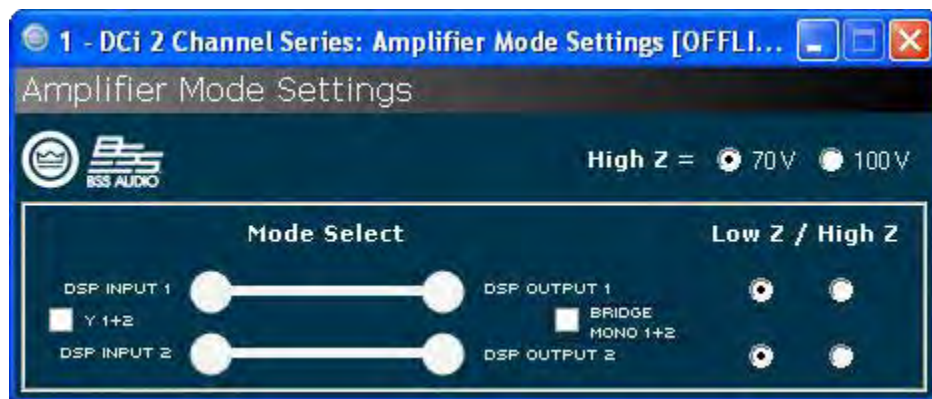 1 - DCi 2 Channel Series: Amplifier Mode Settings [OFFLI...
Amplifier Mode Settings
BSS
BSS AUDIO
High Z = 70V 100V
Mode Select Low Z / High Z
DSP INPUT 1 DSP OUTPUT 1
Y 1+2 BRIDGE
MONO 1+2
DSP INPUT 2 DSP OUTPUT 2